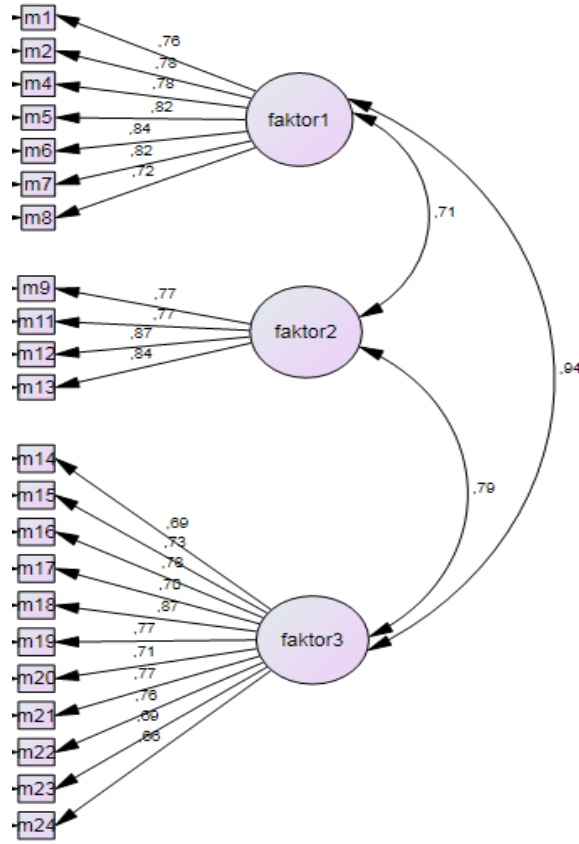 m1
m2
m4
m5
m6
m7
m8
,76
,78
,78
,82
,84
,82
,72
faktor1
,71
m9
m11
m12
m13
,77
,77
,87
,84
faktor2
,94
,79
m14
m15
m16
m17
m18
m19
m20
m21
m22
m23
m24
,69
,73
,78
,87
,77
,71
,77
,76
,69
,66
faktor3